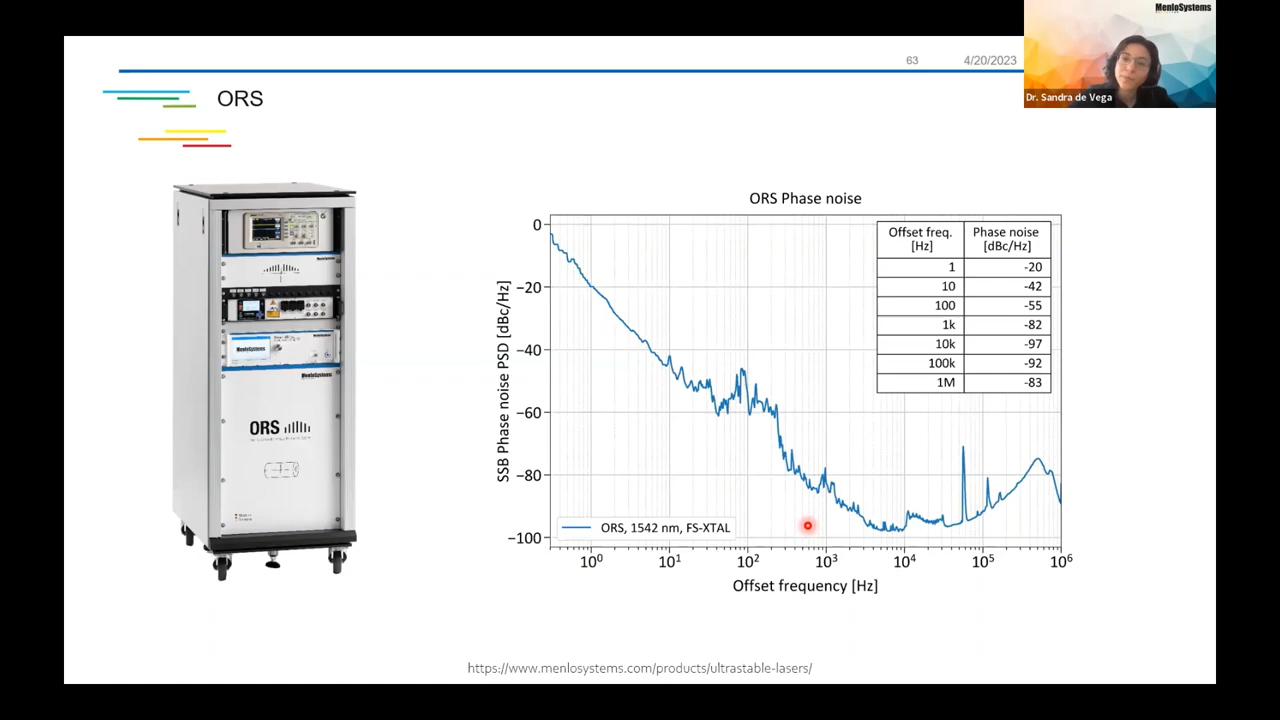 MenloSystems
Dr. Sandra de Vega
63
4/20/2023
ORS
MenloSystems
MenloSystems
ORS
ORS Phase noise
SSB Phase noise PSD [dBc/Hz]
0
−20
−40
−60
−80
−100
Offset freq. [Hz] Phase noise [dBc/Hz]
1 -20
10 -42
100 -55
1k -82
10k -97
100k -92
1M -83
ORS, 1542 nm, FS-XTAL
10⁰ 10¹ 10² 10³ 10⁴ 10⁵ 10⁶
Offset frequency [Hz]
https://www.menlosystems.com/products/ultrastable-lasers/